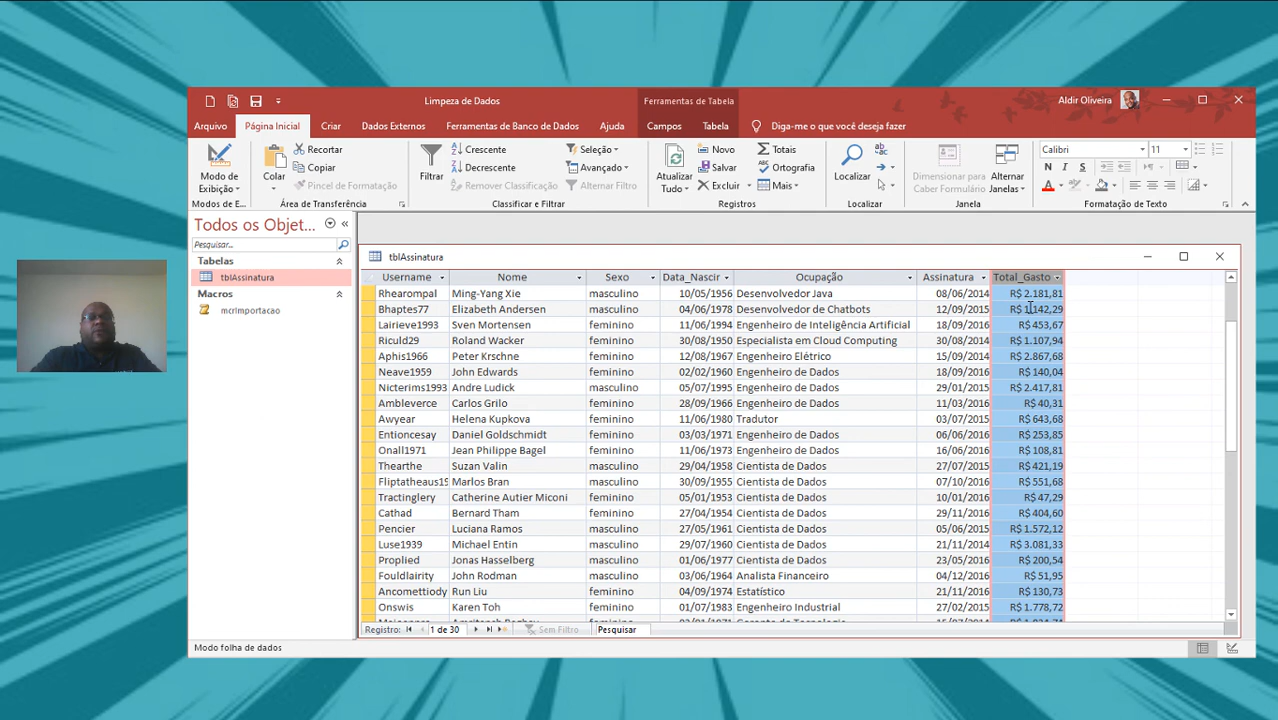 Limpeza de Dados Ferramentas de Tabela Aldir Oliveira
Arquivo Página Inicial Criar Dados Externos Ferramentas de Banco de Dados Ajuda Campos Tabela Diga-me o que você deseja fazer
Modo de Exibição
Modos de E...
Colar
Recortar
Copiar
Pincel de Formatação
Área de Transferência
Filtrar
Crescente
Decrescente
Remover Classificação
Seleção
Avançado
Alternar Filtro
Classificar e Filtrar
Atualizar Tudo
Novo
Salvar
Excluir
Totais
Ortografia
Mais
Registros
Localizar
Localizar
Dimensionar para Caber Formulário
Alternar Janelas
Janela
Calibri 11
N I S
A
Formatação de Texto
Todos os Objet...
Pesquisar...
Tabelas
tblAssinatura
Macros
mcrImportacao
tblAssinatura
Username Nome Sexo Data_Nascir Ocupação Assinatura Total_Gasto
Rhearompal Ming-Yang Xie masculino 10/05/1956 Desenvolvedor Java 08/06/2014 R$ 2.181,81
Bhaptes77 Elizabeth Andersen masculino 04/06/1978 Desenvolvedor de Chatbots 12/09/2015 R$ 1.142,29
Lairieve1993 Sven Mortensen feminino 11/06/1994 Engenheiro de Inteligência Artificial 18/09/2016 R$ 453,67
Riculd29 Roland Wacker feminino 30/08/1950 Especialista em Cloud Computing 30/08/2014 R$ 1.107,94
Aphis1966 Peter Krschne feminino 12/08/1967 Engenheiro Elétrico 15/09/2014 R$ 2.867,68
Neave1959 John Edwards feminino 02/02/1960 Engenheiro de Dados 18/09/2016 R$ 140,04
Nicterims1993 Andre Ludick masculino 05/07/1995 Engenheiro de Dados 29/01/2015 R$ 2.417,81
Ambleverce Carlos Grilo feminino 28/09/1966 Engenheiro de Dados 11/03/2016 R$ 40,31
Awyear Helena Kupkova feminino 11/06/1980 Tradutor 03/07/2015 R$ 643,68
Entioncesay Daniel Goldschmidt feminino 03/03/1971 Engenheiro de Dados 06/06/2016 R$ 253,85
Onall1971 Jean Philippe Bagel feminino 11/06/1973 Engenheiro de Dados 16/06/2016 R$ 108,81
Thearthe Suzan Valin masculino 29/04/1958 Cientista de Dados 27/07/2015 R$ 421,19
Fliptatheaus19 Marlos Bran masculino 30/09/1955 Cientista de Dados 07/10/2016 R$ 551,68
Tractinglery Catherine Autier Miconi feminino 05/01/1953 Cientista de Dados 10/01/2016 R$ 47,29
Cathad Bernard Tham feminino 27/04/1954 Cientista de Dados 29/11/2016 R$ 404,60
Pencier Luciana Ramos masculino 27/05/1961 Cientista de Dados 05/06/2015 R$ 1.572,12
Luse1939 Michael Entin masculino 29/07/1960 Cientista de Dados 21/11/2014 R$ 3.081,33
Proplied Jonas Hasselberg masculino 01/06/1977 Cientista de Dados 23/05/2016 R$ 200,54
Fouldlairity John Rodman masculino 03/06/1964 Analista Financeiro 04/12/2016 R$ 51,95
Ancomettiody Run Liu masculino 04/09/1974 Estatístico 21/11/2016 R$ 130,73
Onswis Karen Toh masculino 01/07/1983 Engenheiro Industrial 27/02/2015 R$ 1.778,72
Registro: 1 de 30 Sem Filtro Pesquisar
Modo folha de dados